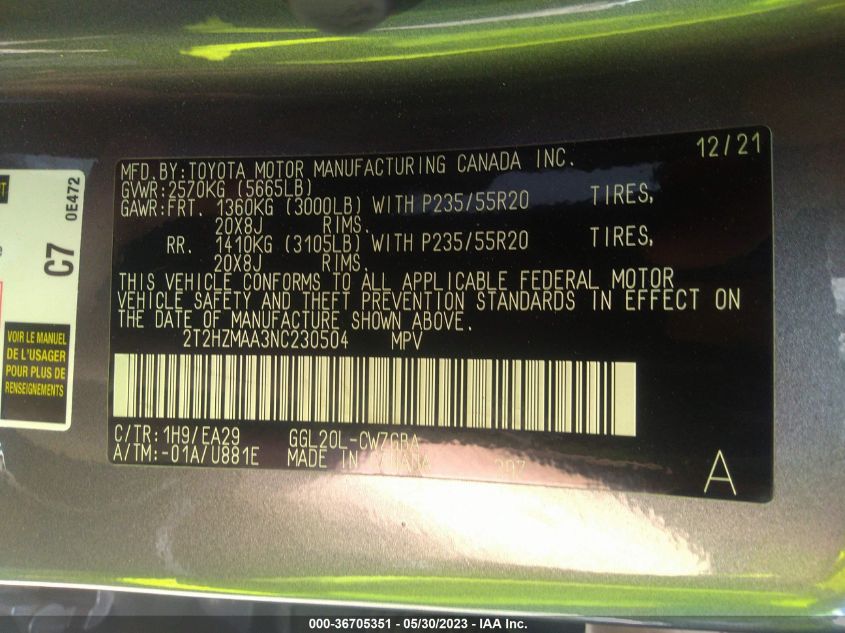 MFD.BY:TOYOTA MOTOR MANUFACTURING CANADA INC. 12/21
GVWR:2570KG (5665LB)
GAWR:FRT. 1360KG (3000LB) WITH P235/55R20 TIRES,
20X8J RIMS.
RR. 1410KG (3105LB) WITH P235/55R20 TIRES,
20X8J RIMS.
THIS VEHICLE CONFORMS TO ALL APPLICABLE FEDERAL MOTOR
VEHICLE SAFETY AND THEFT PREVENTION STANDARDS IN EFFECT ON
THE DATE OF MANUFACTURE SHOWN ABOVE.
2T2HZMAA3NC230504 MPV
C/TR:1H9/EA29 GGL20L-CWZGBA
A/TM:-01A/U881E MADE IN CANADA A
C7
0E472
VOIR LE MANUEL
DE L'USAGER
POUR PLUS DE
RENSEIGNEMENTS
000-36705351 | 05/30/2023 - IAA Inc.